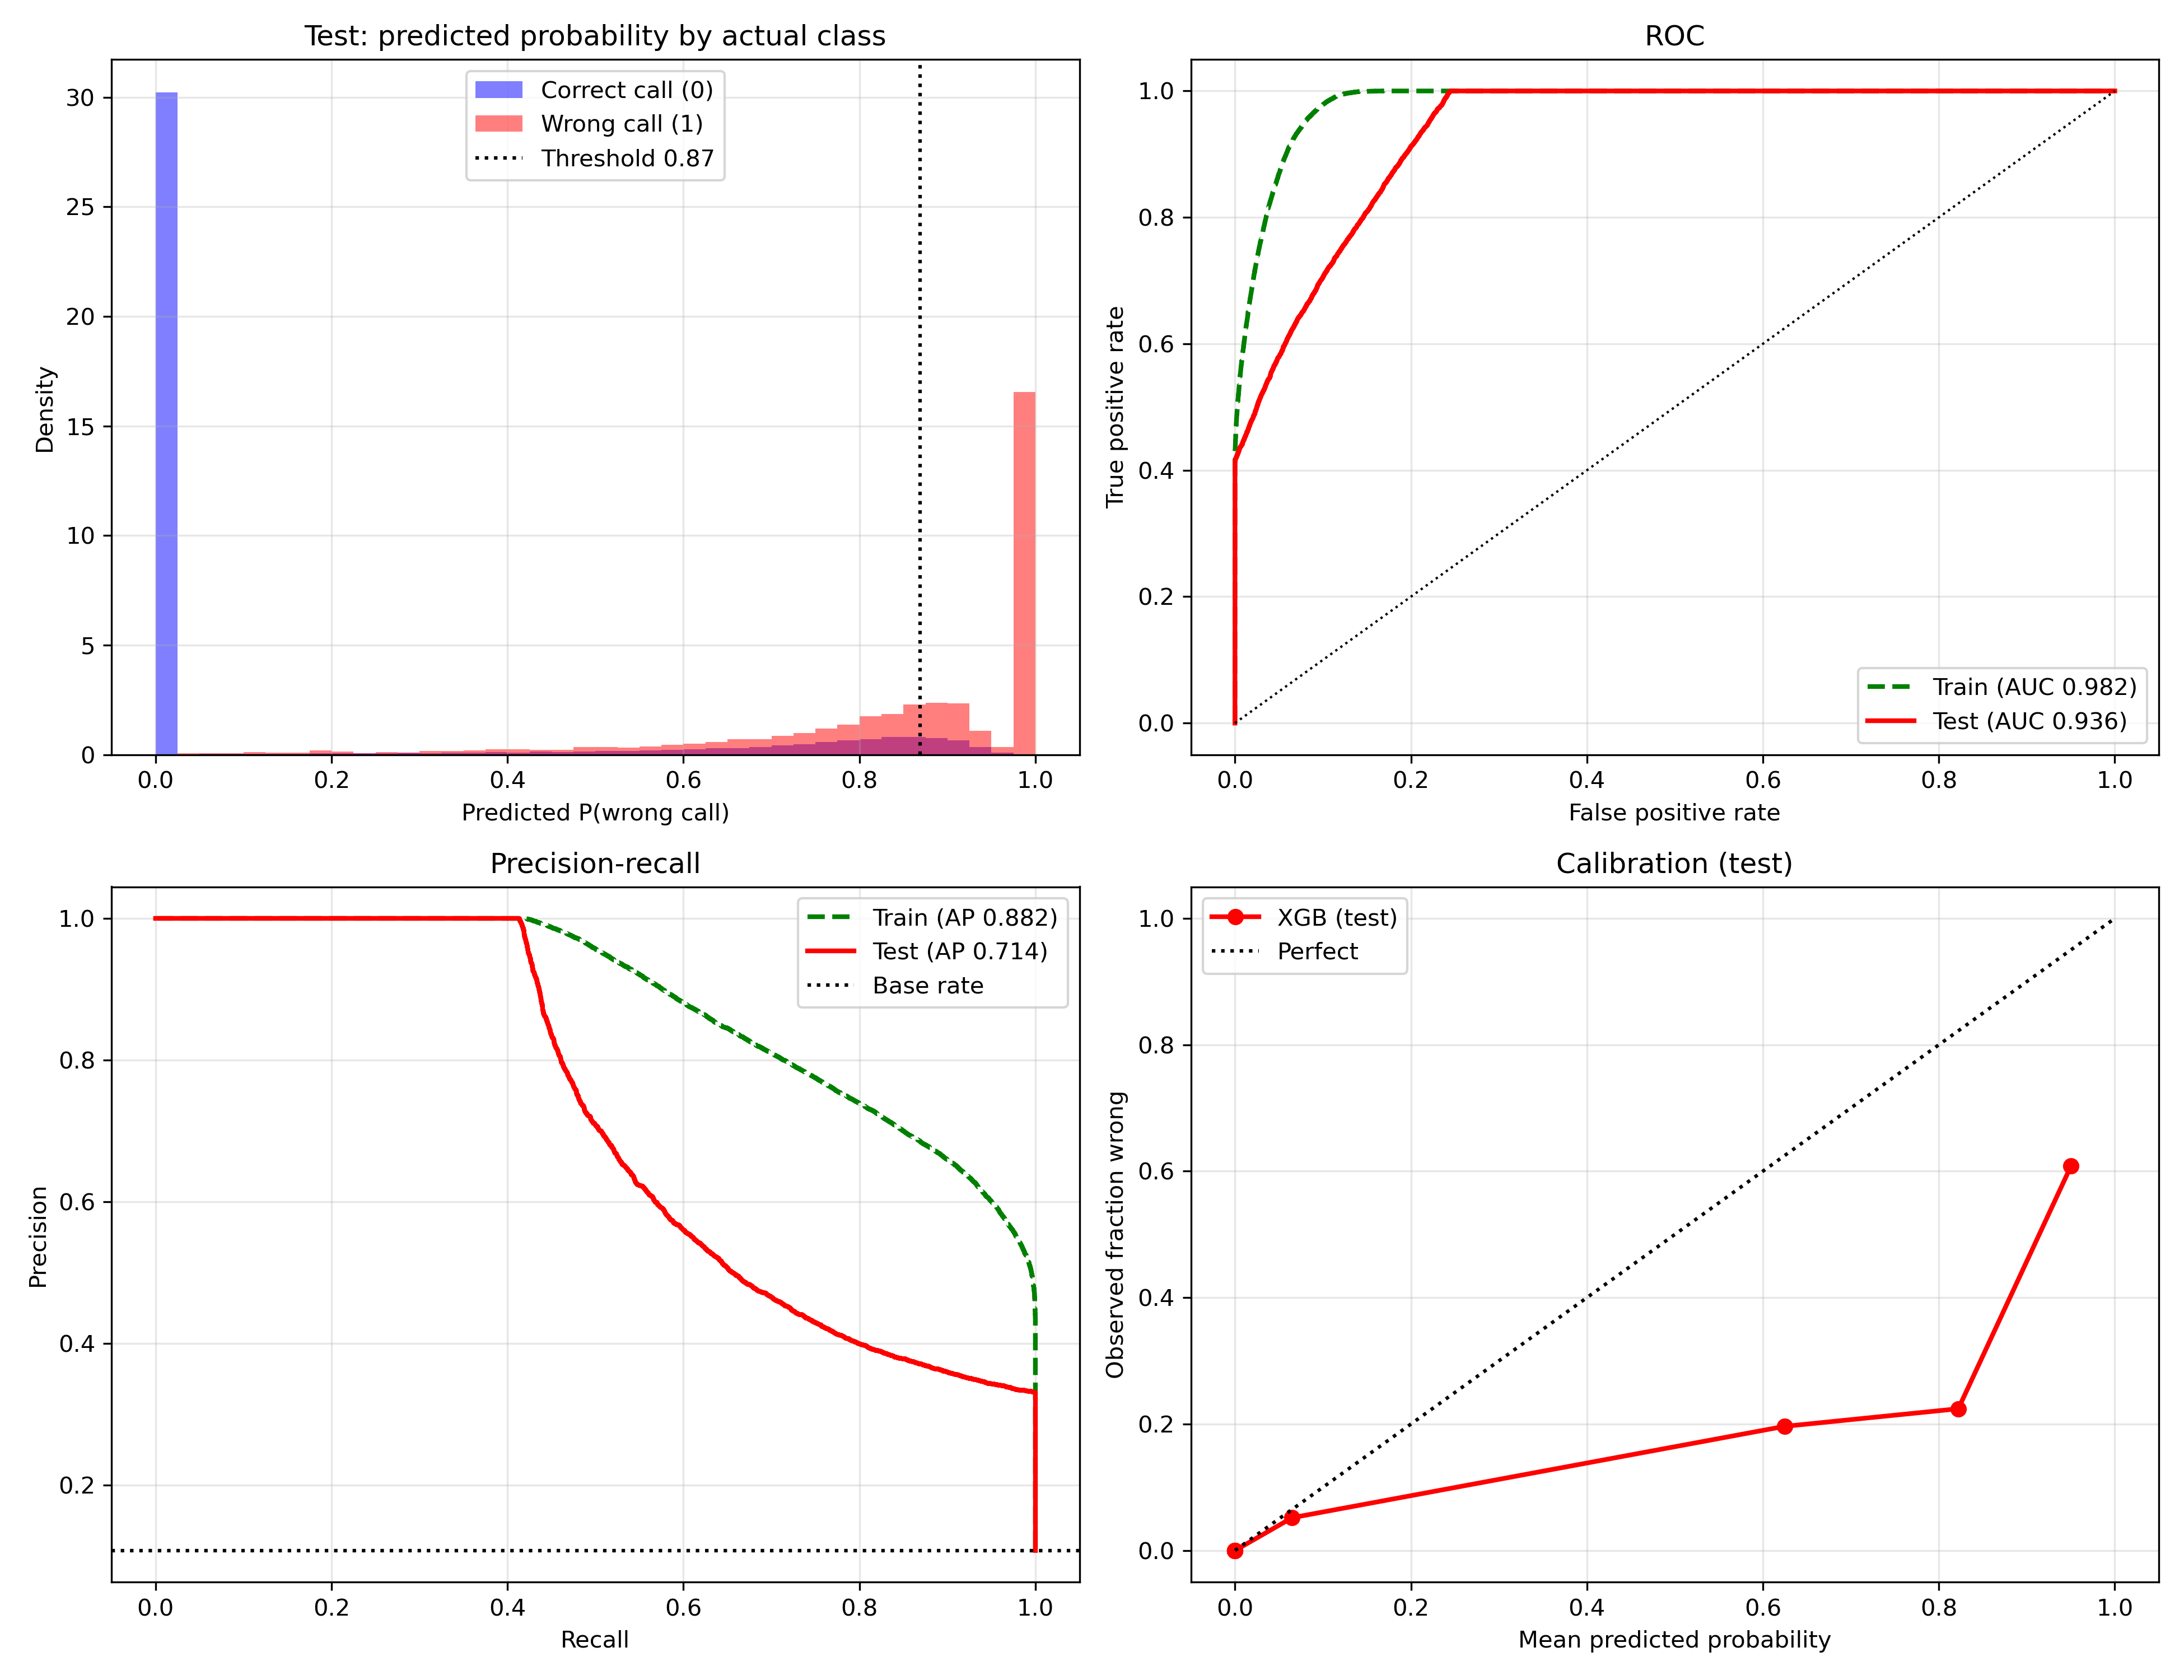 Test: predicted probability by actual class
30
25
20
15
10
5
0
Density
Correct call (0)
Wrong call (1)
Threshold 0.87
0.0 0.2 0.4 0.6 0.8 1.0
Predicted P(wrong call)
ROC
1.0
0.8
0.6
0.4
0.2
0.0
True positive rate
Train (AUC 0.982)
Test (AUC 0.936)
0.0 0.2 0.4 0.6 0.8 1.0
False positive rate
Precision-recall
1.0
0.8
0.6
0.4
0.2
Precision
Train (AP 0.882)
Test (AP 0.714)
Base rate
0.0 0.2 0.4 0.6 0.8 1.0
Recall
Calibration (test)
1.0
0.8
0.6
0.4
0.2
0.0
Observed fraction wrong
XGB (test)
Perfect
0.0 0.2 0.4 0.6 0.8 1.0
Mean predicted probability